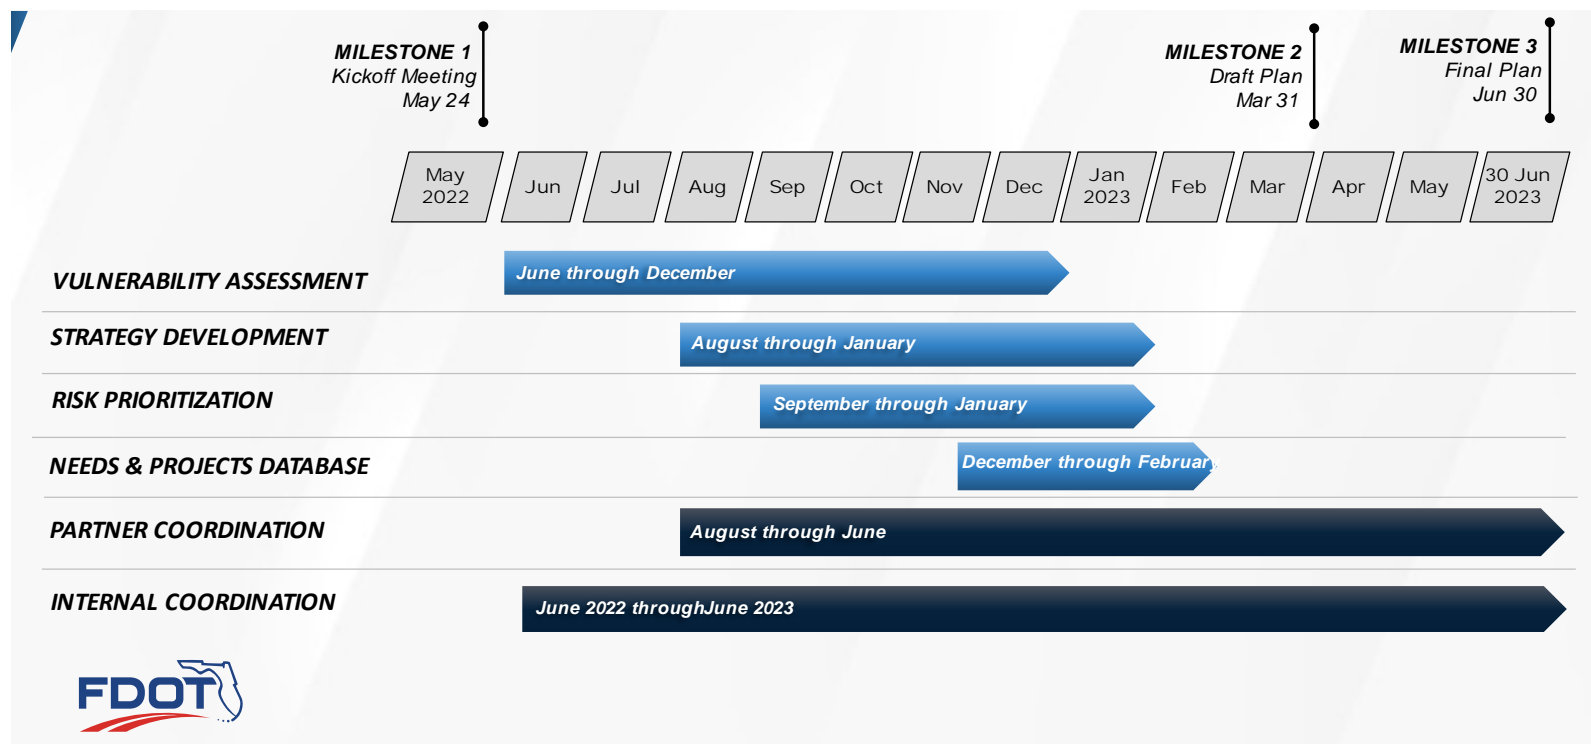 MILESTONE 1
Kickoff Meeting
May 24
MILESTONE 2
Draft Plan
Mar 31
MILESTONE 3
Final Plan
Jun 30
May
2022
Jun
Jul
Aug
Sep
Oct
Nov
Dec
Jan
2023
Feb
Mar
Apr
May
30 Jun
2023
VULNERABILITY ASSESSMENT
June through December
STRATEGY DEVELOPMENT
August through January
RISK PRIORITIZATION
September through January
NEEDS & PROJECTS DATABASE
December through February
PARTNER COORDINATION
August through June
INTERNAL COORDINATION
June 2022 throughJune 2023
FDOT